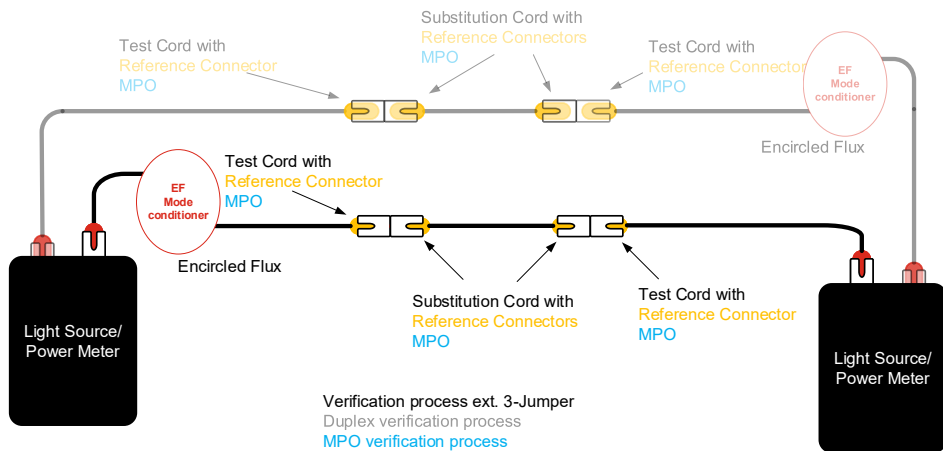 Substitution Cord with
Reference Connectors
MPO
Test Cord with
Reference Connector
MPO
Test Cord with
Reference Connector
MPO
EF
Mode
conditioner
Encircled Flux
Test Cord with
Reference Connector
MPO
EF
Mode
conditioner
Encircled Flux
Substitution Cord with
Reference Connectors
MPO
Test Cord with
Reference Connector
MPO
Light Source/
Power Meter
Light Source/
Power Meter
Verification process ext. 3-Jumper
Duplex verification process
MPO verification process